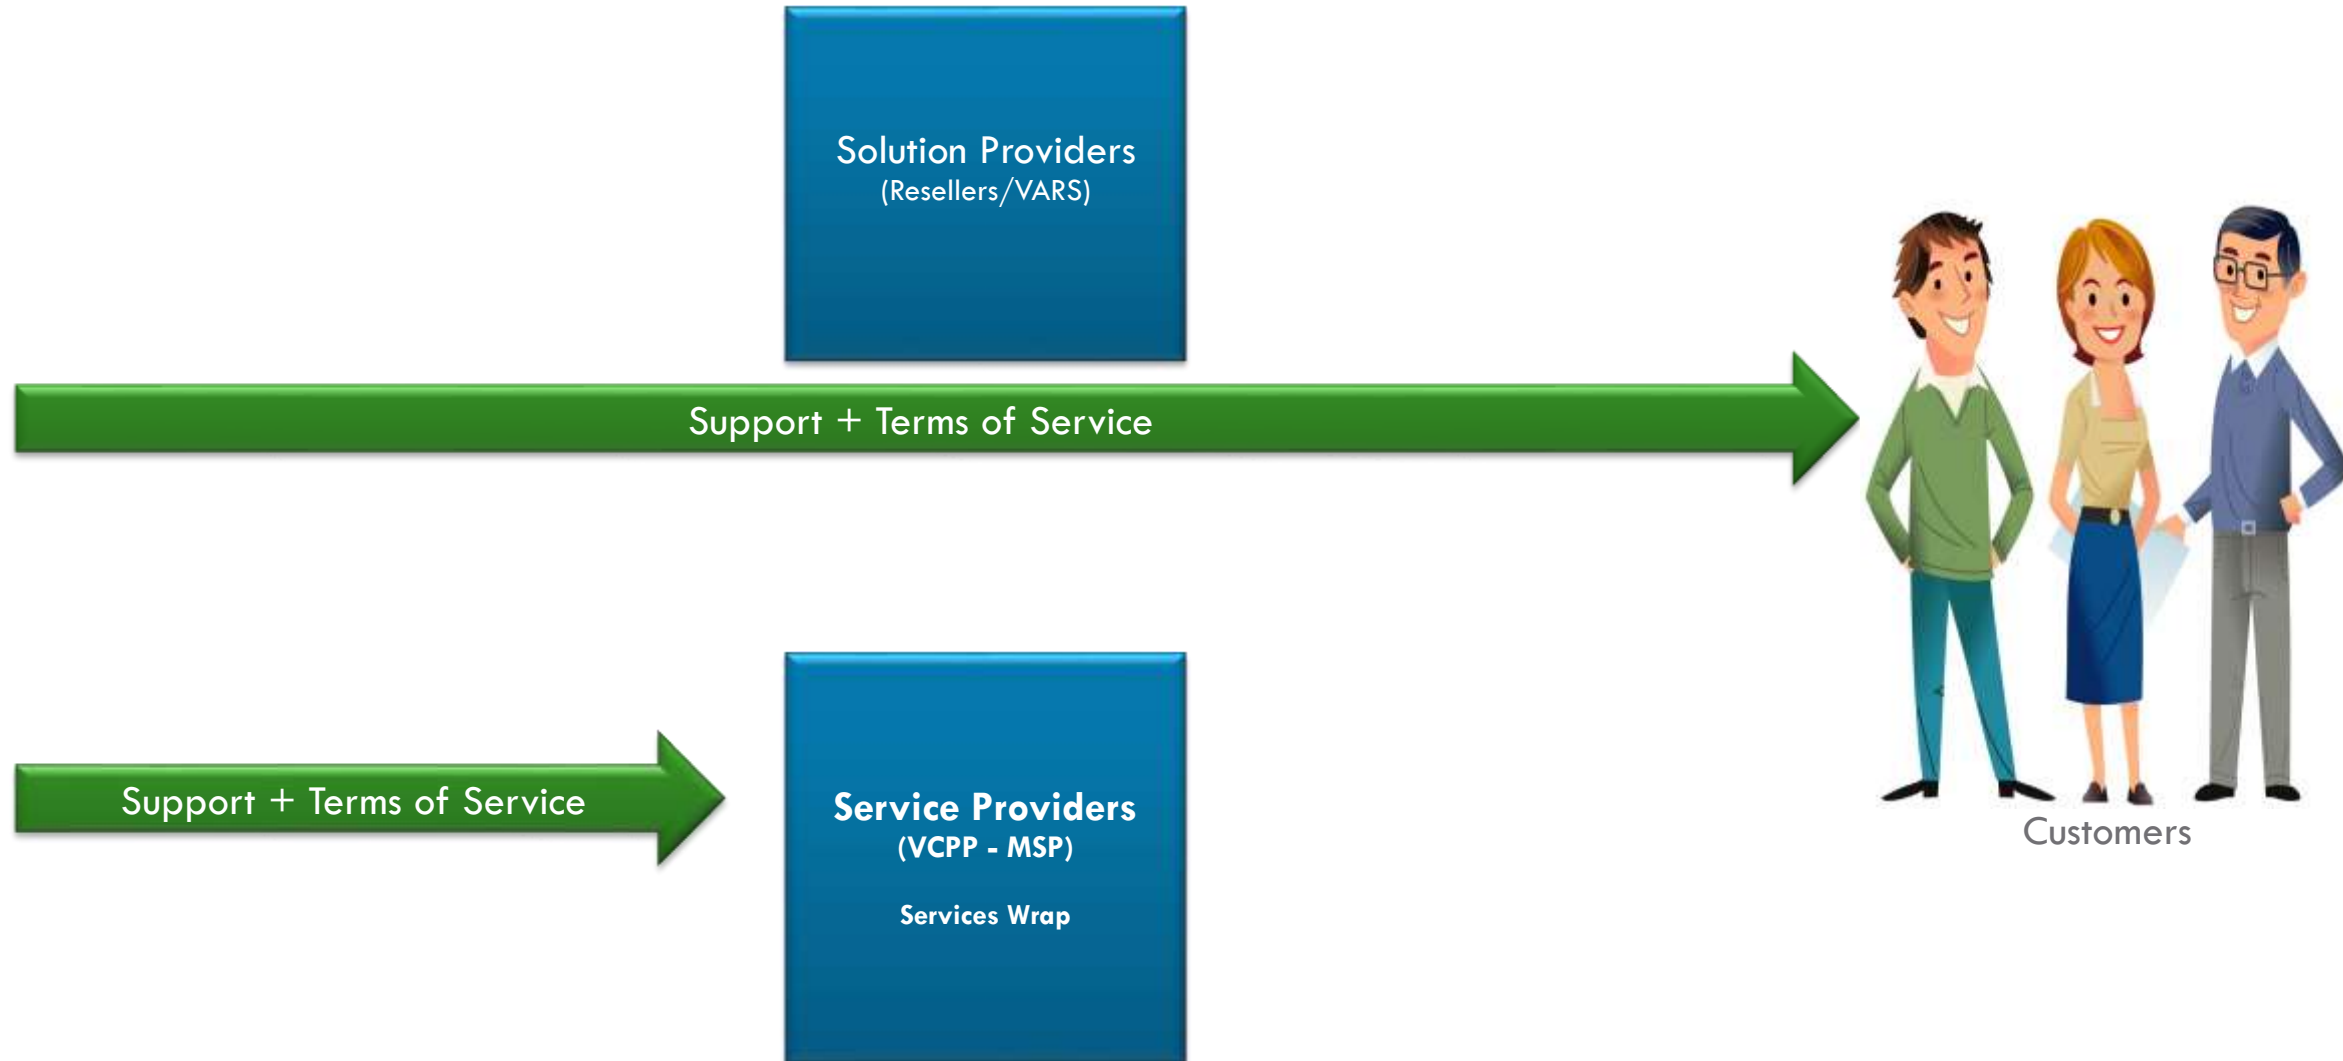 Solution Providers
(Resellers/VARS)
Support + Terms of Service
Support + Terms of Service
Service Providers
(VCPP - MSP)
Services Wrap
Customers